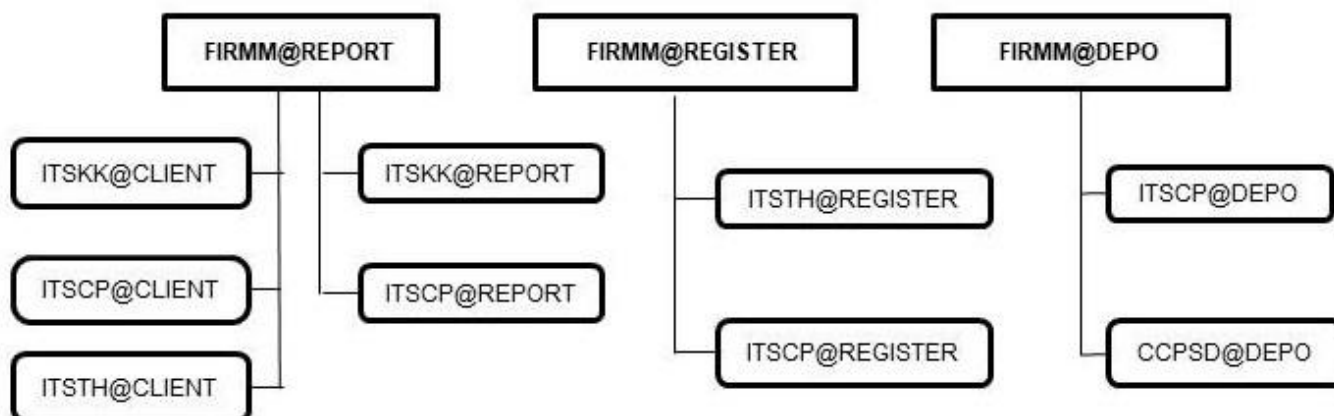 FIRMM@REPORT
FIRMM@REGISTER
FIRMM@DEPO
ITSKK@CLIENT
ITSKK@REPORT
ITSTH@REGISTER
ITSCP@DEPO
ITSCP@CLIENT
ITSCP@REPORT
ITSCP@REGISTER
CCPSD@DEPO
ITSTH@CLIENT